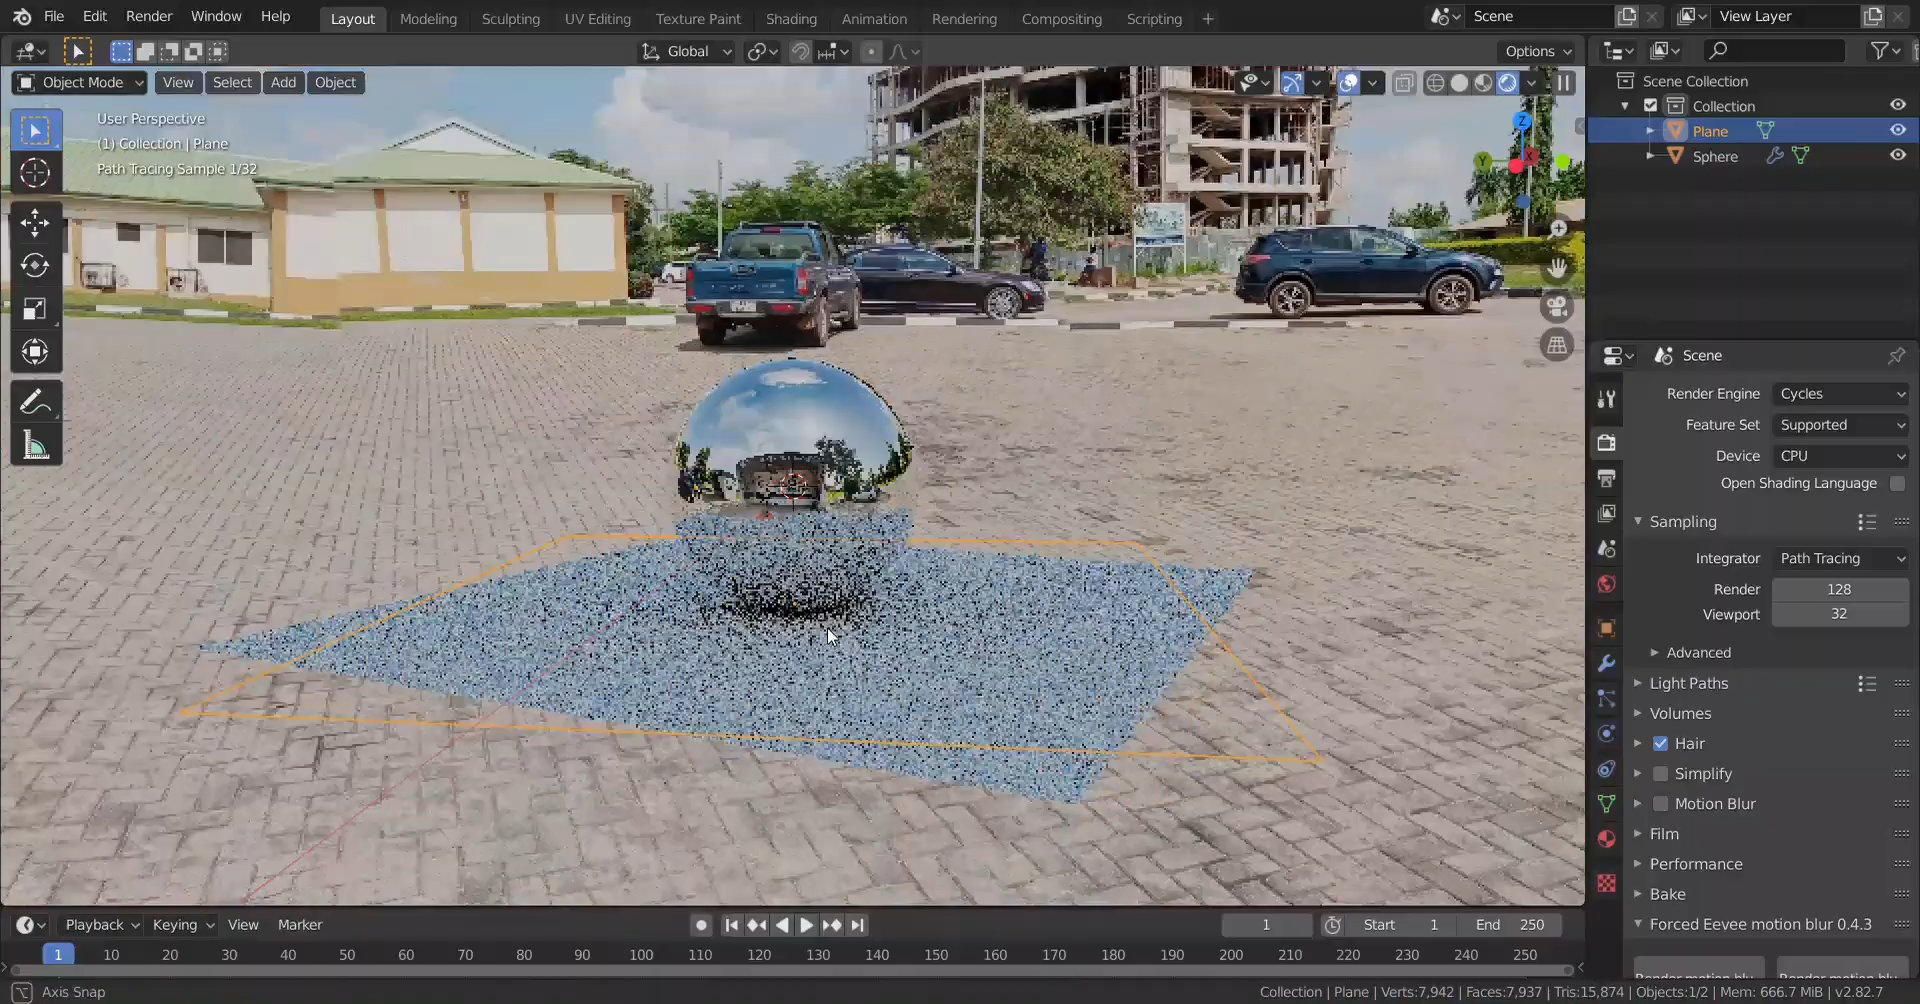 File Edit Render Window Help Layout Modeling Sculpting UV Editing Texture Paint Shading Animation Rendering Compositing Scripting + Scene View Layer
Global Options
Object Mode View Select Add Object
User Perspective
(1) Collection | Plane
Path Tracing Sample 1/32
Z
Y
X
Scene Collection
Collection
Plane
Sphere
Scene
Render Engine Cycles
Feature Set Supported
Device CPU
Open Shading Language
Sampling
Integrator Path Tracing
Render 128
Viewport 32
Advanced
Light Paths
Volumes
Hair
Simplify
Motion Blur
Film
Performance
Bake
Forced Eevee motion blur 0.4.3
Playback Keying View Marker 1 Start 1 End 250
1 10 20 30 40 50 60 70 80 90 100 110 120 130 140 150 160 170 180 190 200 210 220 230 240 250
Axis Snap
Collection | Plane | Verts:7,942 | Faces:7,937 | Tris:15,874 | Objects:1/2 | Mem: 666.7 MiB | v2.82.7